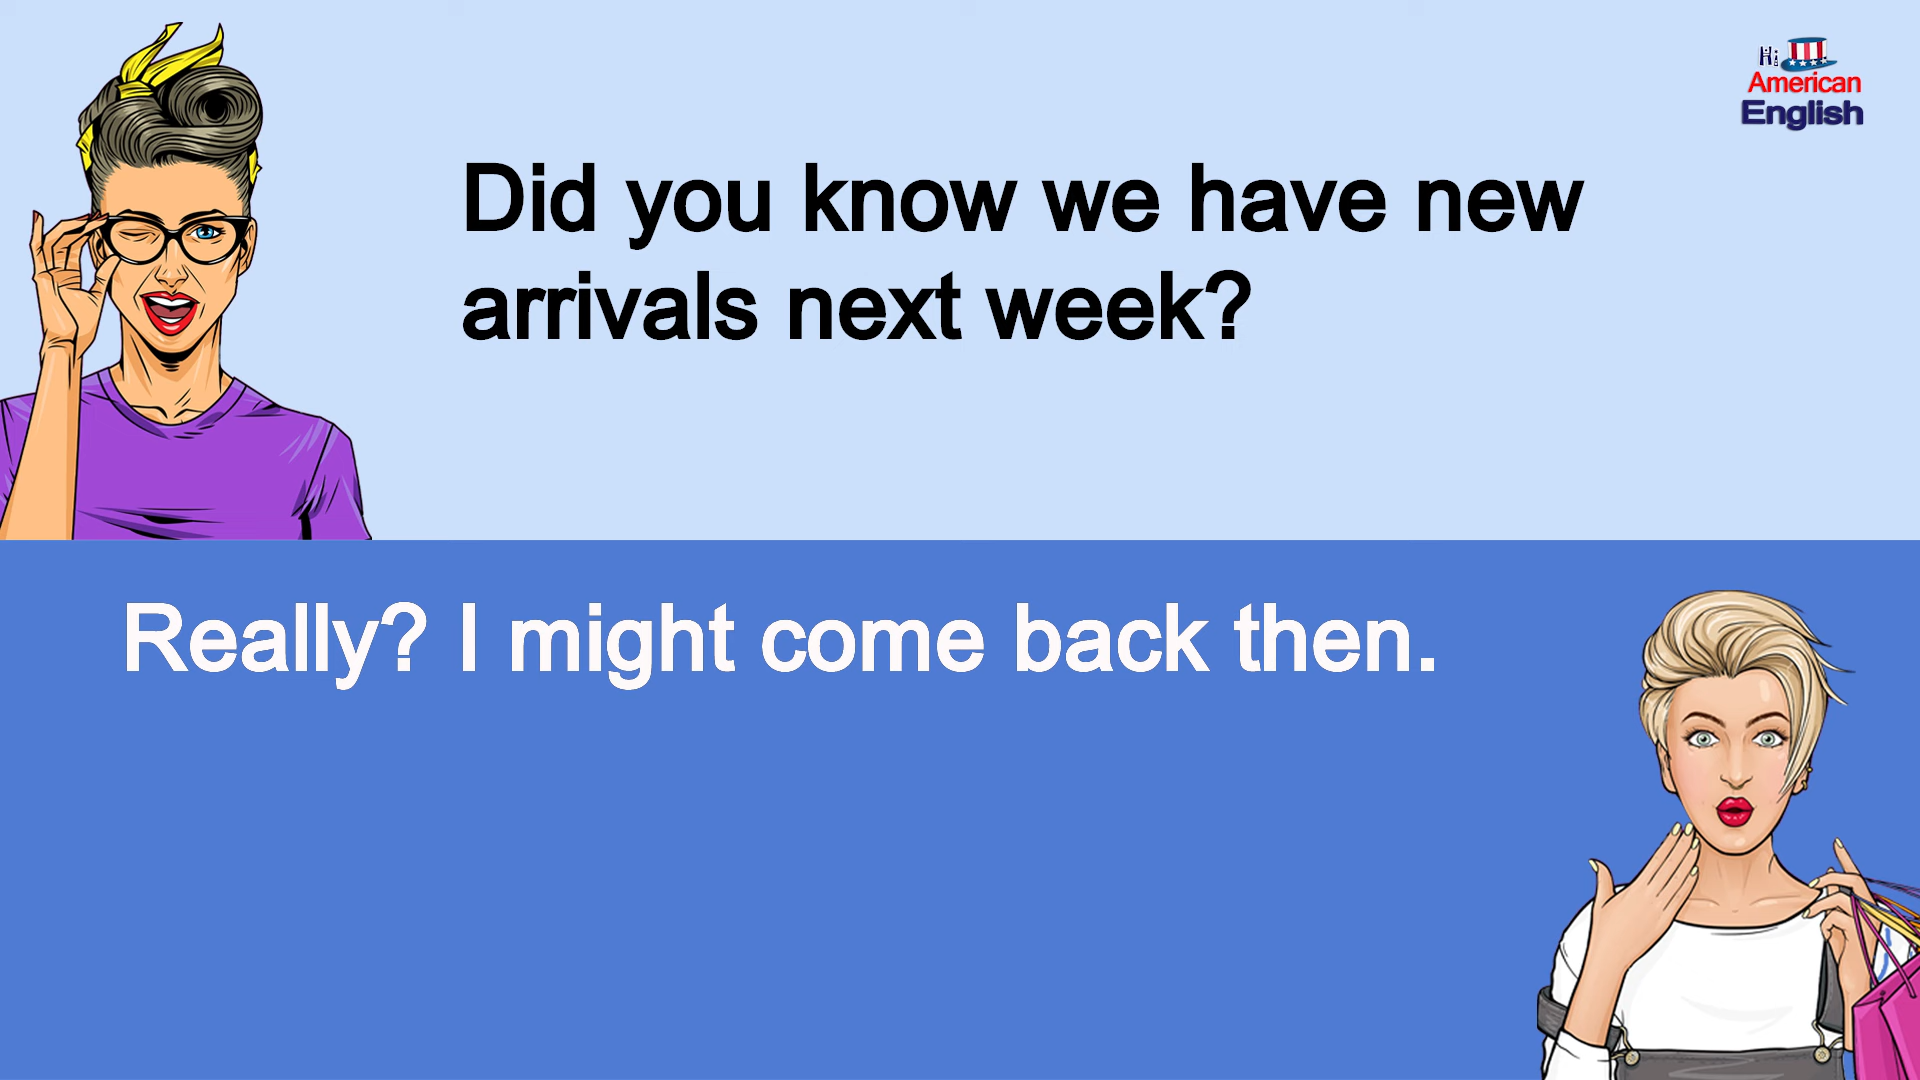 Hi
American
English
Did you know we have new
arrivals next week?
Really? I might come back then.